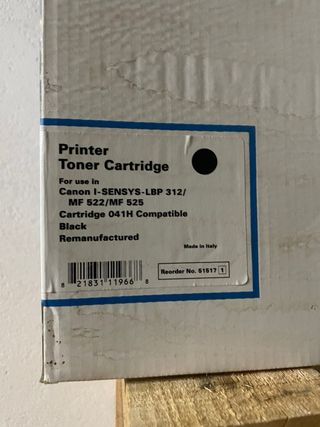 Printer
Toner Cartridge
For use in
Canon I-SENSYS-LBP 312/
MF 522/MF 525
Cartridge 041H Compatible
Black
Remanufactured
Made in Italy
Reorder No. 51517 1
8 21831 11966 8